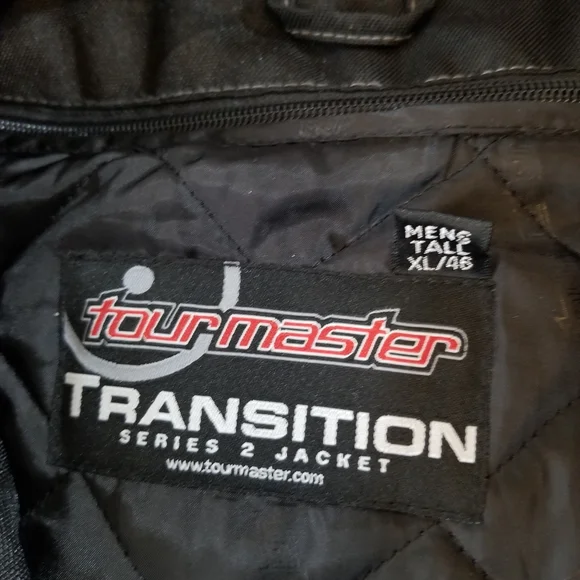 MENS
TALL
XL/46
tourmaster
TRANSITION
SERIES 2 JACKET
www.tourmaster.com